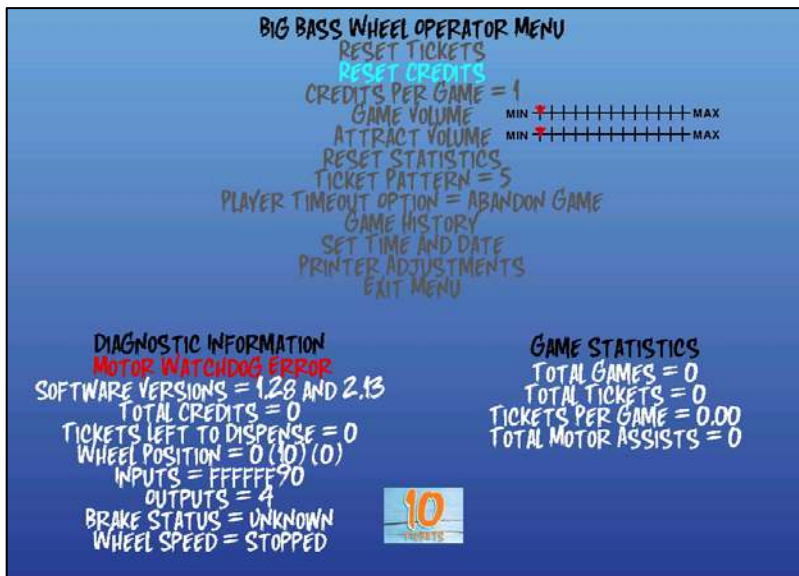 BIG BASS WHEEL OPERATOR MENU
RESET TICKETS
RESET CREDITS
CREDITS PER GAME = 1
GAME VOLUME MIN MAX
ATTRACT VOLUME MIN MAX
RESET STATISTICS
TICKET PATTERN = 5
PLAYER TIMEOUT OPTION = ABANDON GAME
GAME HISTORY
SET TIME AND DATE
PRINTER ADJUSTMENTS
EXIT MENU
DIAGNOSTIC INFORMATION
MOTOR WATCHDOG ERROR
SOFTWARE VERSIONS = 1.28 AND 2.13
TOTAL CREDITS = 0
TICKETS LEFT TO DISPENSE = 0
WHEEL POSITION = 0 (10) (0)
INPUTS = FFFFFF90
OUTPUTS = 4
BRAKE STATUS = UNKNOWN
WHEEL SPEED = STOPPED
GAME STATISTICS
TOTAL GAMES = 0
TOTAL TICKETS = 0
TICKETS PER GAME = 0.00
TOTAL MOTOR ASSISTS = 0
10
TICKETS